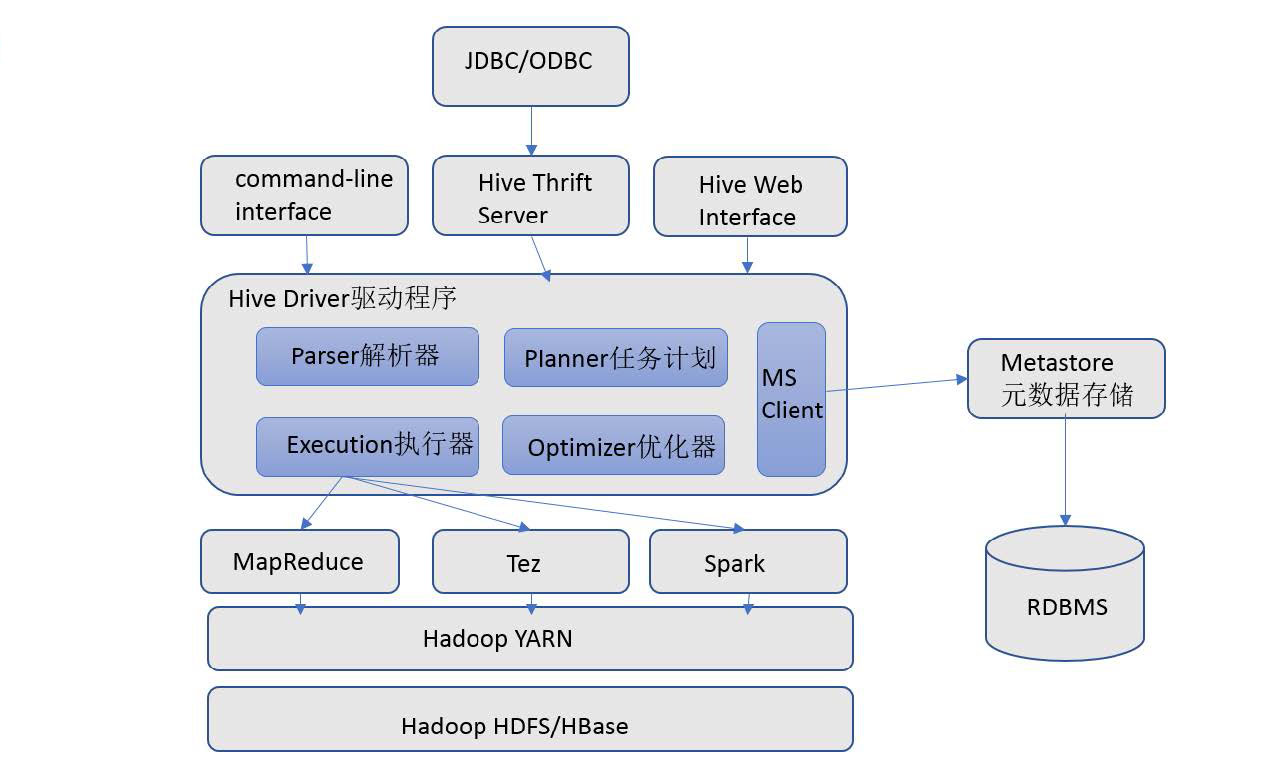 JDBC/ODBC
command-line
interface
Hive Thrift
Server
Hive Web
Interface
Hive Driver驱动程序
Parser解析器
Planner任务计划
MS
Client
Execution执行器
Optimizer优化器
Metastore
元数据存储
MapReduce
Tez
Spark
Hadoop YARN
RDBMS
Hadoop HDFS/HBase